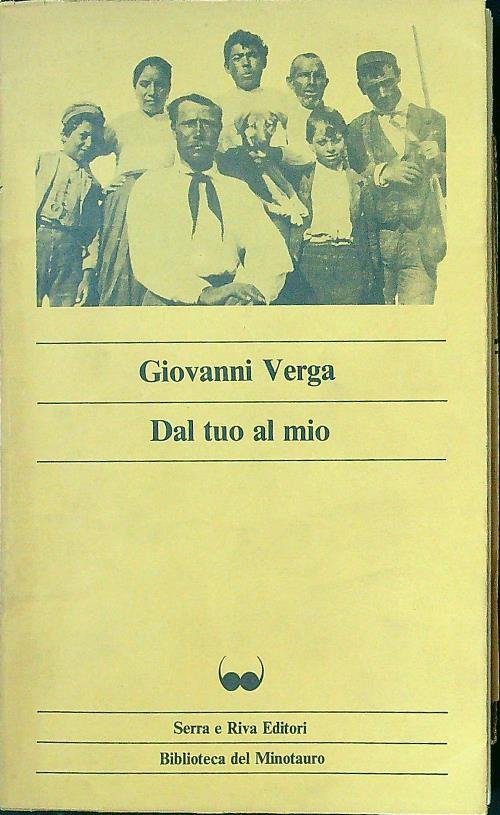 Giovanni Verga
Dal tuo al mio
Serra e Riva Editori
Biblioteca del Minotauro